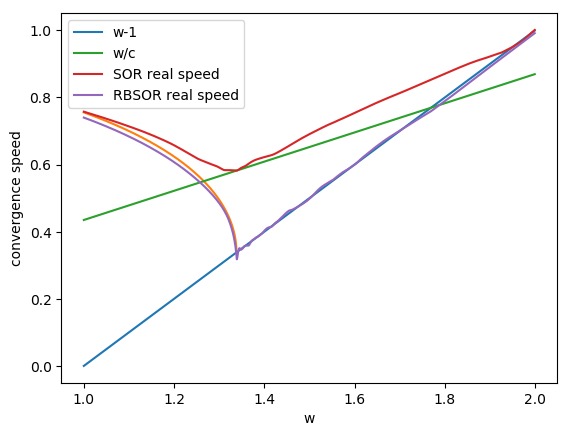 w-1
w/c
SOR real speed
RBSOR real speed
convergence speed
1.0
0.8
0.6
0.4
0.2
0.0
1.0 1.2 1.4 1.6 1.8 2.0
w